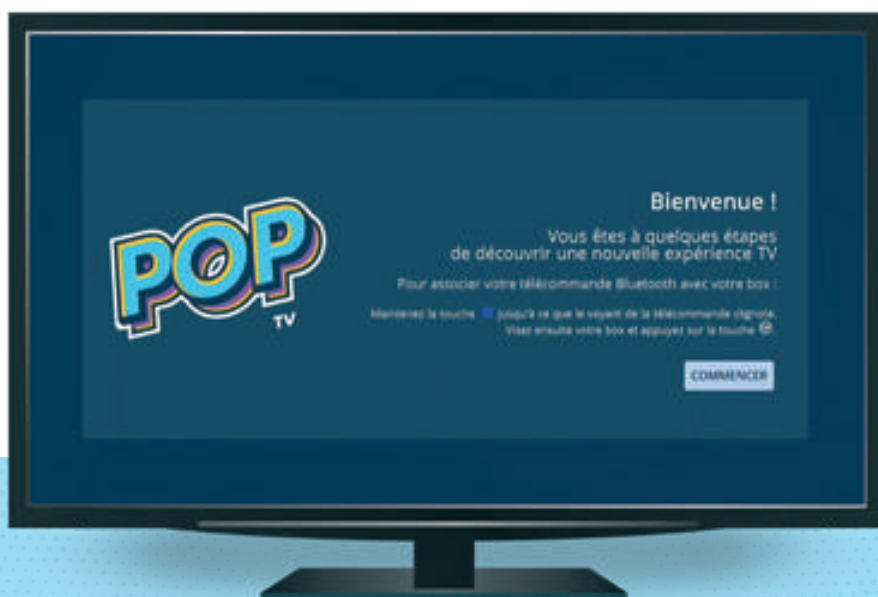 POP
TV
Bienvenue !
Vous êtes à quelques étapes
de découvrir une nouvelle expérience TV
Pour associer votre télécommande Bluetooth avec votre box :
Maintenez la touche jusqu'à ce que le voyant de la télécommande clignote.
Visez ensuite votre box et appuyez sur la touche
COMMENCER